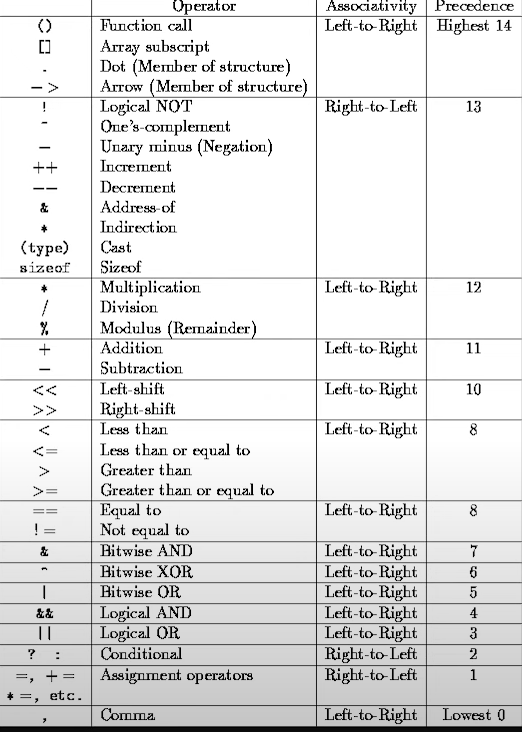 Operator Associativity Precedence
() Function call Left-to-Right Highest 14
[] Array subscript
. Dot (Member of structure)
−> Arrow (Member of structure)
! Logical NOT Right-to-Left 13
~ One's-complement
− Unary minus (Negation)
++ Increment
−− Decrement
& Address-of
* Indirection
(type) Cast
sizeof Sizeof
* Multiplication Left-to-Right 12
/ Division
% Modulus (Remainder)
+ Addition Left-to-Right 11
− Subtraction
<< Left-shift Left-to-Right 10
>> Right-shift
< Less than Left-to-Right 8
<= Less than or equal to
> Greater than
>= Greater than or equal to
== Equal to Left-to-Right 8
!= Not equal to
& Bitwise AND Left-to-Right 7
^ Bitwise XOR Left-to-Right 6
| Bitwise OR Left-to-Right 5
&& Logical AND Left-to-Right 4
|| Logical OR Left-to-Right 3
? : Conditional Right-to-Left 2
=, += Assignment operators Right-to-Left 1
*=, etc.
, Comma Left-to-Right Lowest 0